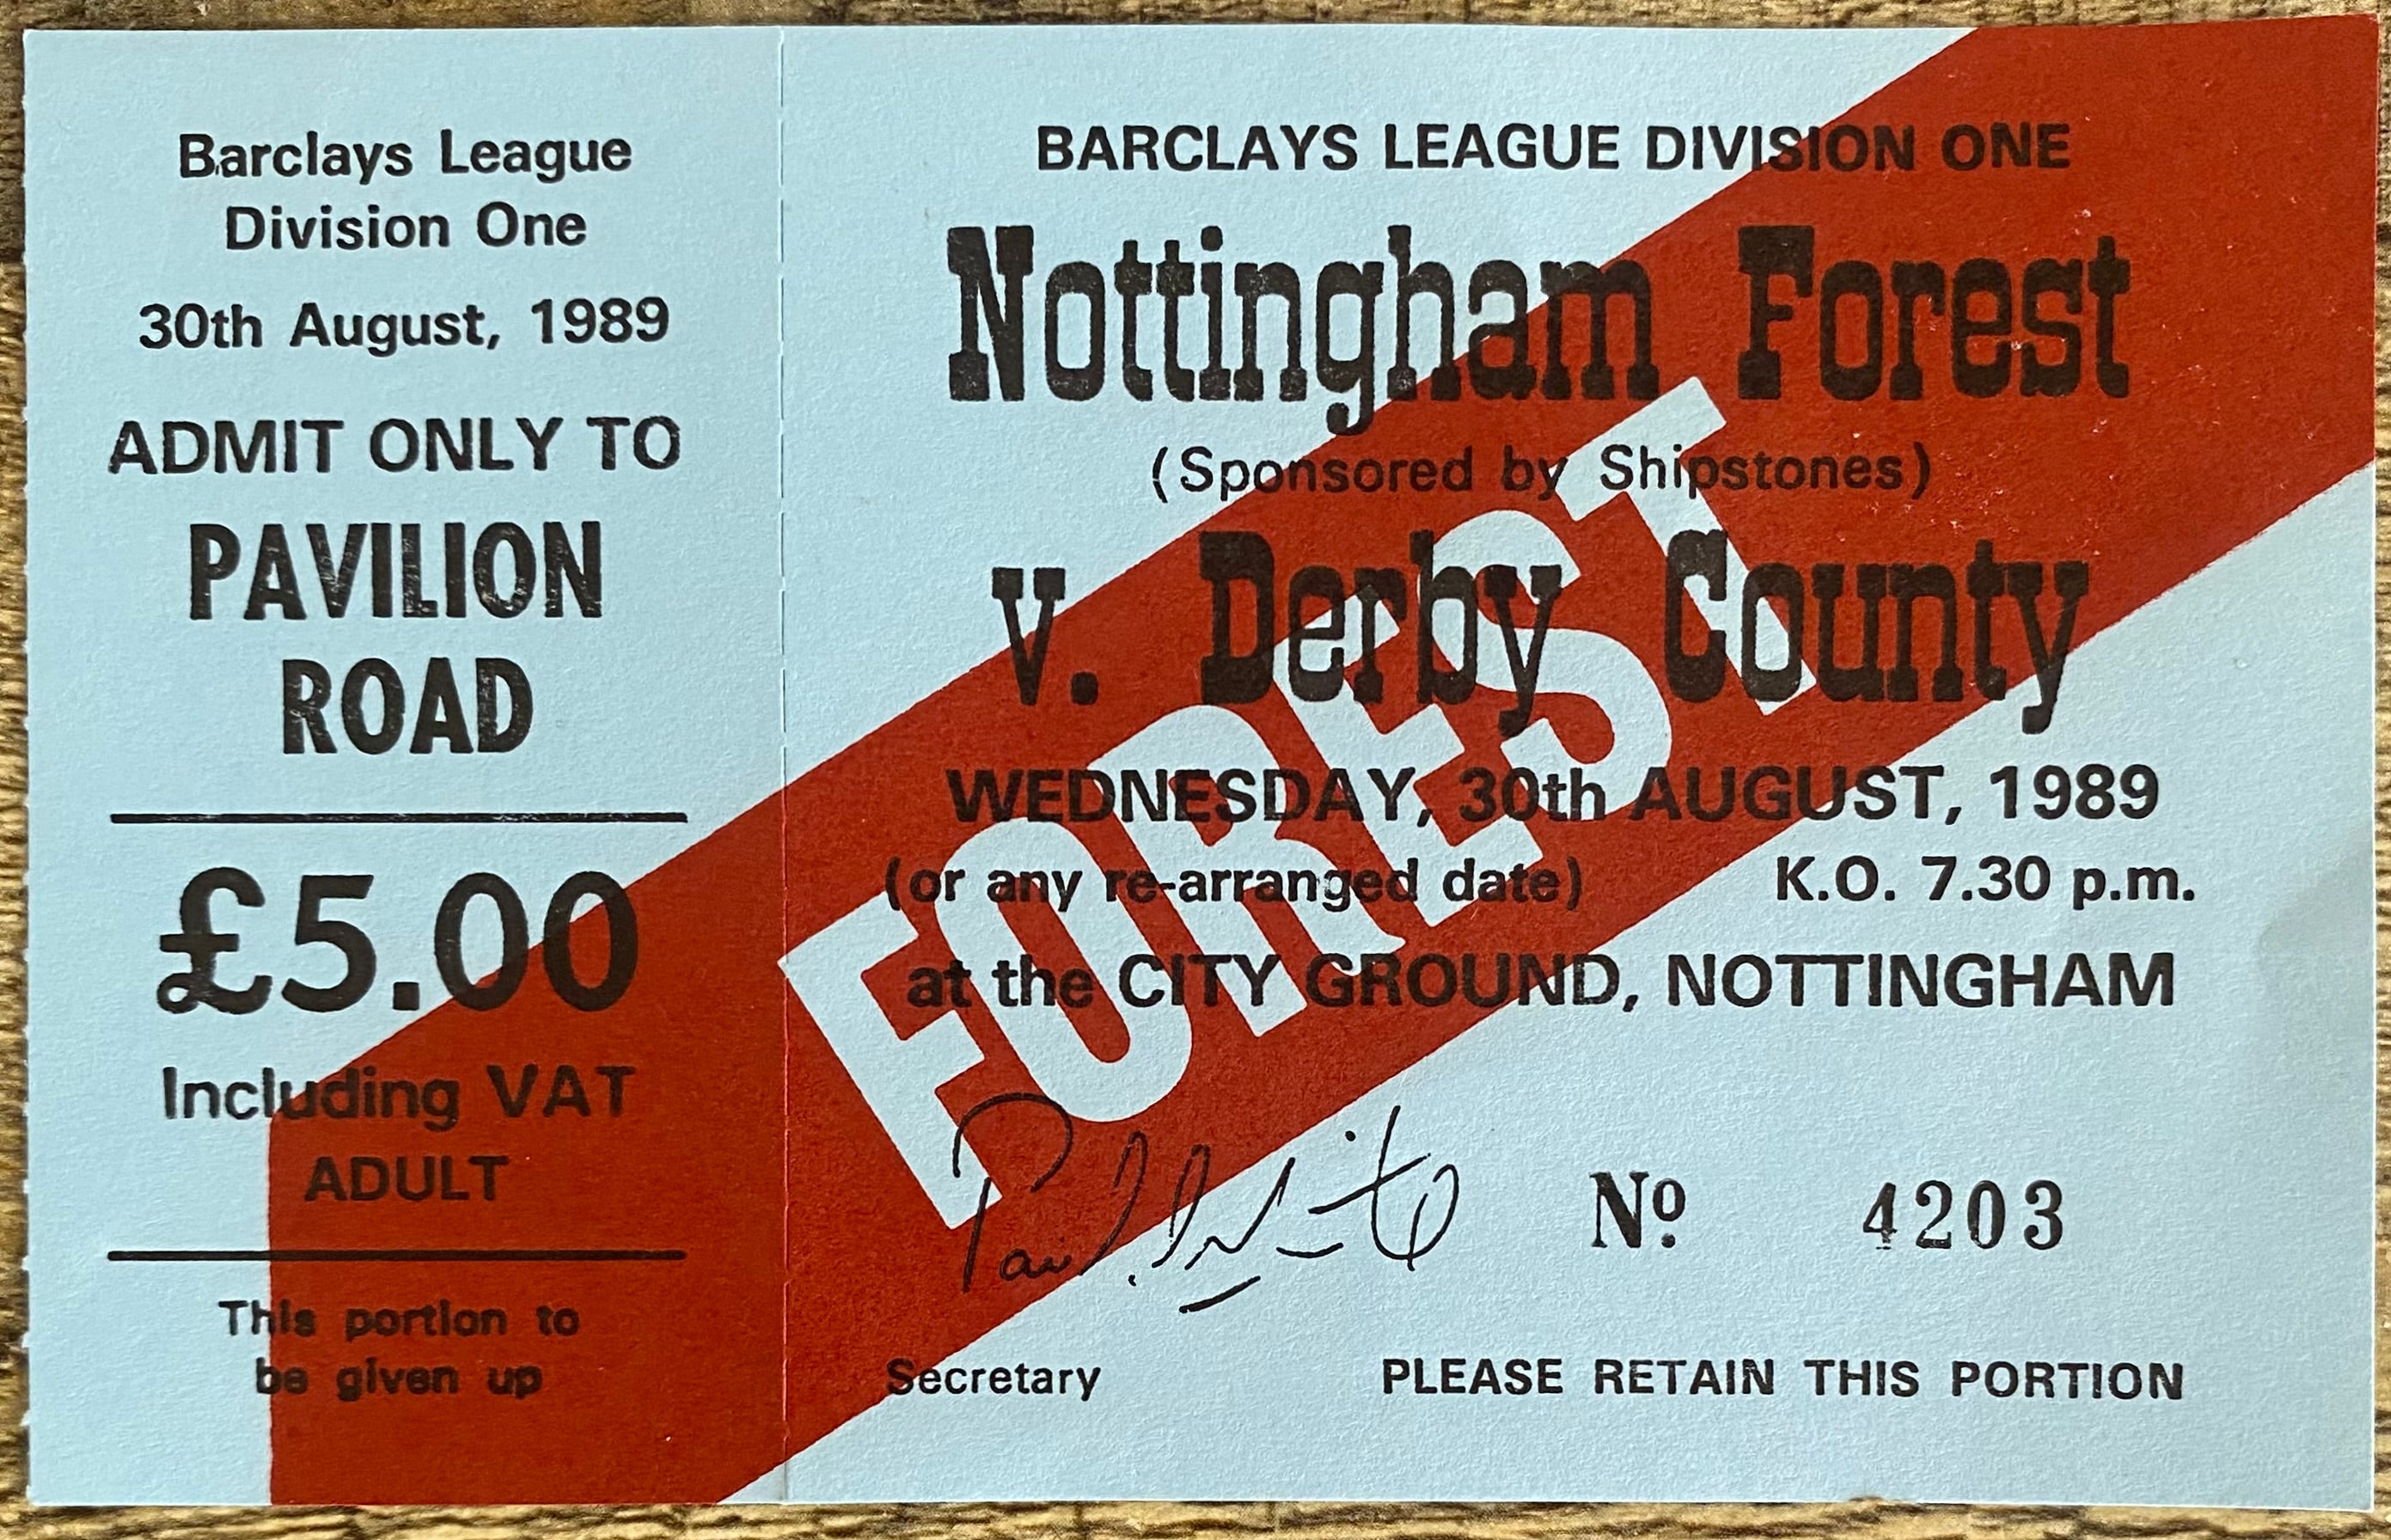 Barclays League
Division One
30th August, 1989
ADMIT ONLY TO
PAVILION
ROAD
£5.00
Including VAT
ADULT
This portion to
be given up
BARCLAYS LEAGUE DIVISION ONE
Nottingham Forest
(Sponsored by Shipstones)
v. Derby County
WEDNESDAY, 30th AUGUST, 1989
(or any re-arranged date) K.O. 7.30 p.m.
at the CITY GROUND, NOTTINGHAM
FOREST
Paul
Nº 4203
Secretary PLEASE RETAIN THIS PORTION